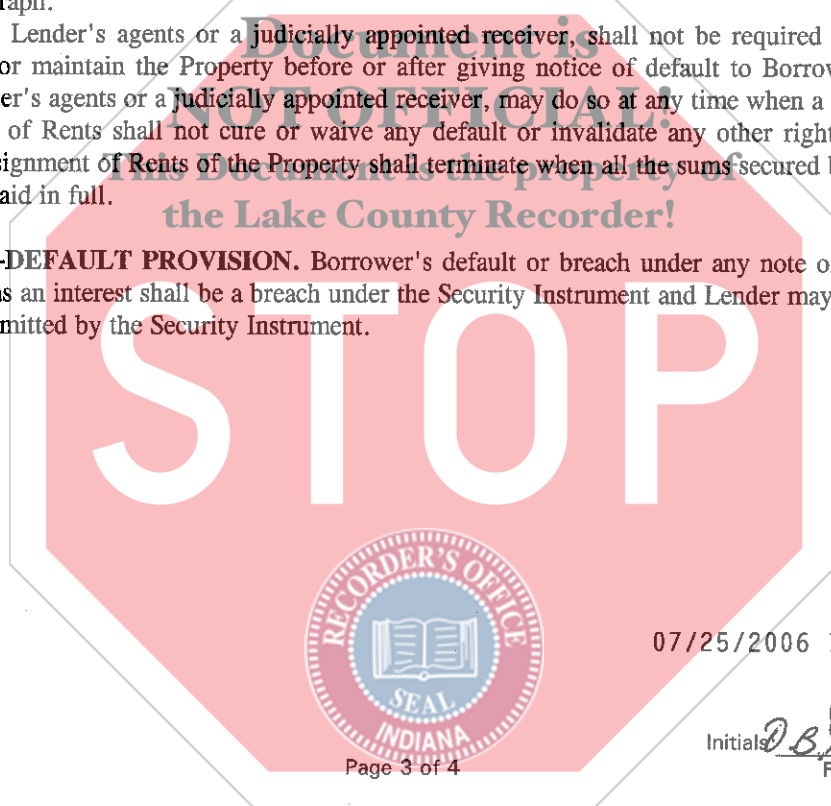 raph.
Lender's agents or a judicially appointed receiver, shall not be required
or maintain the Property before or after giving notice of default to Borrow
er's agents or a judicially appointed receiver, may do so at any time when a
of Rents shall not cure or waive any default or invalidate any other right
signment of Rents of the Property shall terminate when all the sums secured b
aid in full.
Document is
NOT OFFICIAL!
This Document is the property of
the Lake County Recorder!
-DEFAULT PROVISION. Borrower's default or breach under any note o
s an interest shall be a breach under the Security Instrument and Lender may
mitted by the Security Instrument.
STOP
RECORDER'S OFFICE
SEAL
INDIANA
07/25/2006
Initials D.B.
Page 3 of 4
F